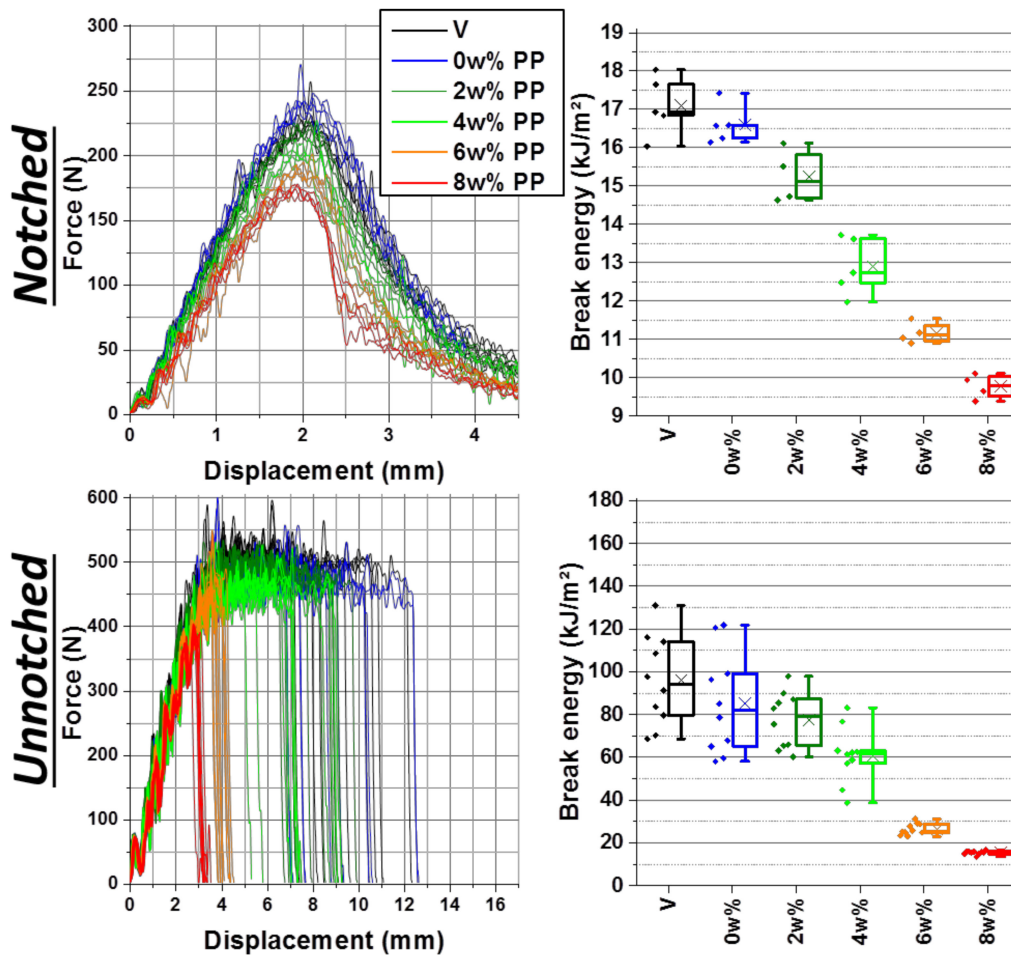 Notched
Force (N)
300
250
200
150
100
50
0
0 1 2 3 4
Displacement (mm)
V
0w% PP
2w% PP
4w% PP
6w% PP
8w% PP
Break energy (kJ/m²)
19
18
17
16
15
13
12
11
10
9
V 0w% 2w% 4w% 6w% 8w%
Unnotched
Force (N)
600
500
400
300
200
100
0
0 2 4 6 8 10 12 14 16
Displacement (mm)
Break energy (kJ/m²)
180
160
140
120
100
80
60
40
20
0
V 0w% 2w% 4w% 6w% 8w%